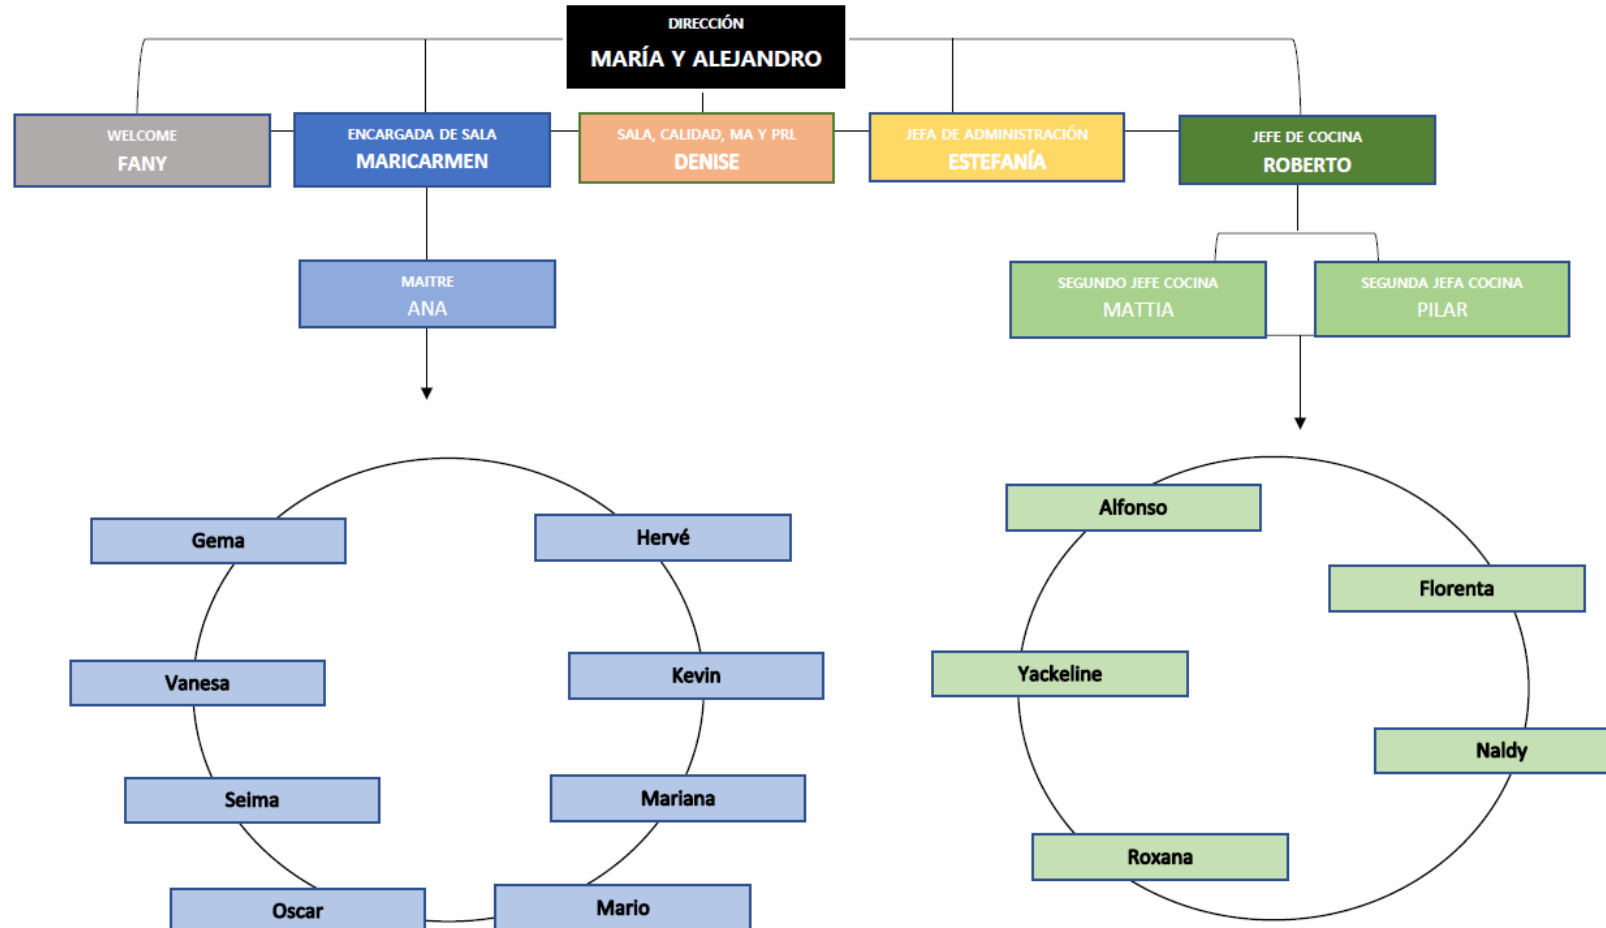 DIRECCIÓN
MARÍA Y ALEJANDRO
WELCOME
FANY
ENCARGADA DE SALA
MARICARMEN
SALA, CALIDAD, MA Y PRL
DENISE
JEFA DE ADMINISTRACIÓN
ESTEFANÍA
JEFE DE COCINA
ROBERTO
MAITRE
ANA
SEGUNDO JEFE COCINA
MATTIA
SEGUNDA JEFA COCINA
PILAR
Gema
Hervé
Vanesa
Kevin
Seima
Mariana
Oscar
Mario
Alfonso
Florenta
Yackeline
Naldy
Roxana